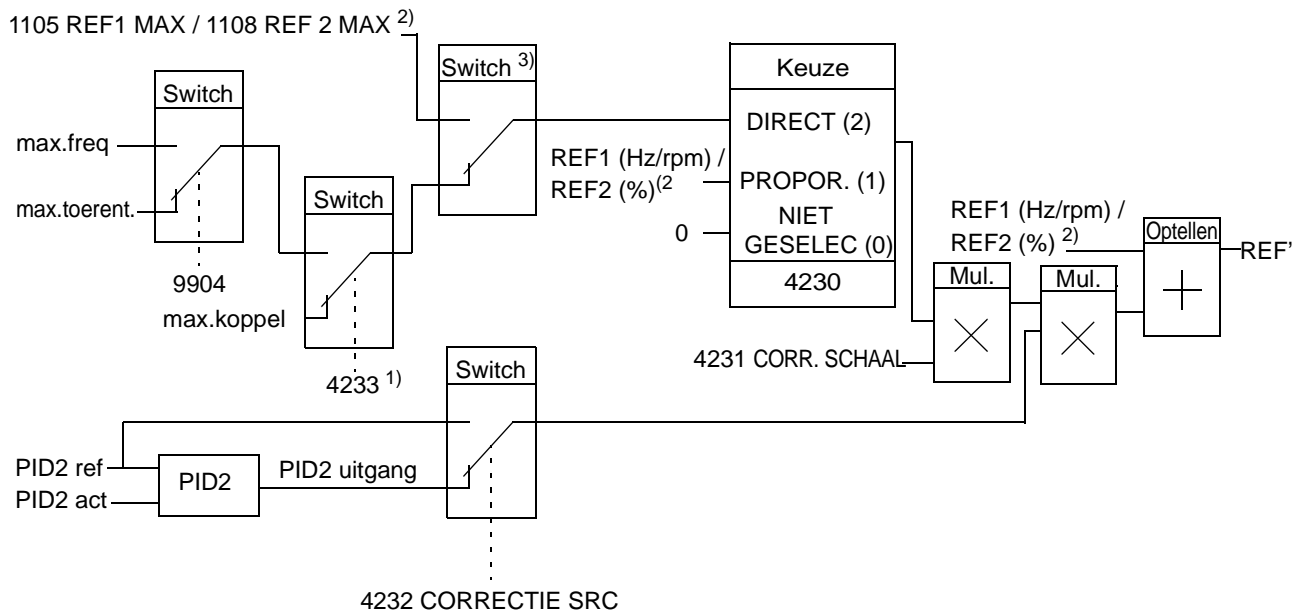 1105 REF1 MAX / 1108 REF 2 MAX 2)
Switch 3)
Keuze
Switch
max.freq
DIRECT (2)
REF1 (Hz/rpm) /
REF2 (%)(2
PROPOR. (1)
Switch
max.toerent.
REF1 (Hz/rpm) /
REF2 (%) 2)
Optellen
REF'
0
NIET
GESELEC (0)
+
9904
4230
Mul.
Mul.
max.koppel
4231 CORR. SCHAAL
4233 1)
Switch
PID2 ref
PID2 act
PID2
PID2 uitgang
4232 CORRECTIE SRC